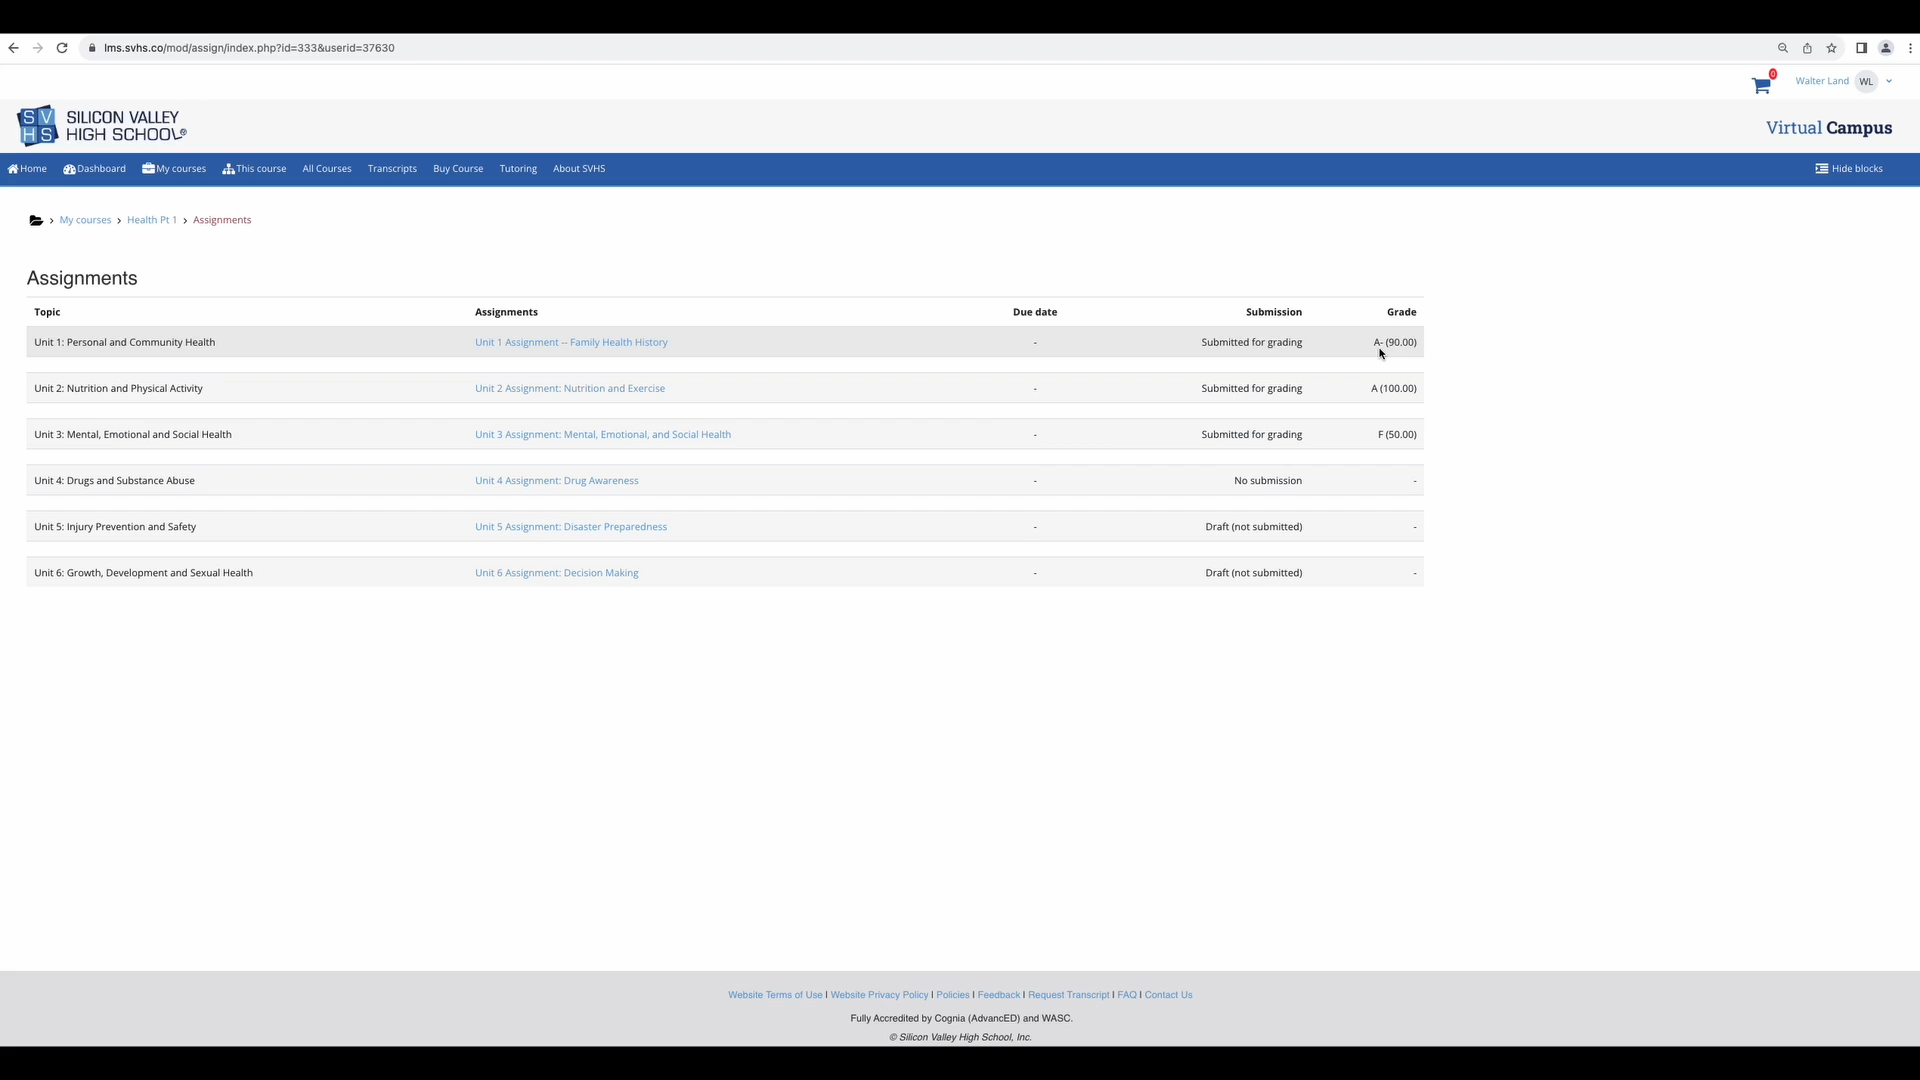 lms.svhs.co/mod/assign/index.php?id=333&userid=37630
0
Walter Land WL
SV
HS
SILICON VALLEY
HIGH SCHOOL®
Virtual Campus
Home Dashboard My courses This course All Courses Transcripts Buy Course Tutoring About SVHS Hide blocks
> My courses > Health Pt 1 > Assignments
Assignments
Topic Assignments Due date Submission Grade
Unit 1: Personal and Community Health Unit 1 Assignment -- Family Health History - Submitted for grading A- (90.00)
Unit 2: Nutrition and Physical Activity Unit 2 Assignment: Nutrition and Exercise - Submitted for grading A (100.00)
Unit 3: Mental, Emotional and Social Health Unit 3 Assignment: Mental, Emotional, and Social Health - Submitted for grading F (50.00)
Unit 4: Drugs and Substance Abuse Unit 4 Assignment: Drug Awareness - No submission -
Unit 5: Injury Prevention and Safety Unit 5 Assignment: Disaster Preparedness - Draft (not submitted) -
Unit 6: Growth, Development and Sexual Health Unit 6 Assignment: Decision Making - Draft (not submitted) -
Website Terms of Use I Website Privacy Policy I Policies I Feedback I Request Transcript I FAQ I Contact Us
Fully Accredited by Cognia (AdvancED) and WASC.
© Silicon Valley High School, Inc.